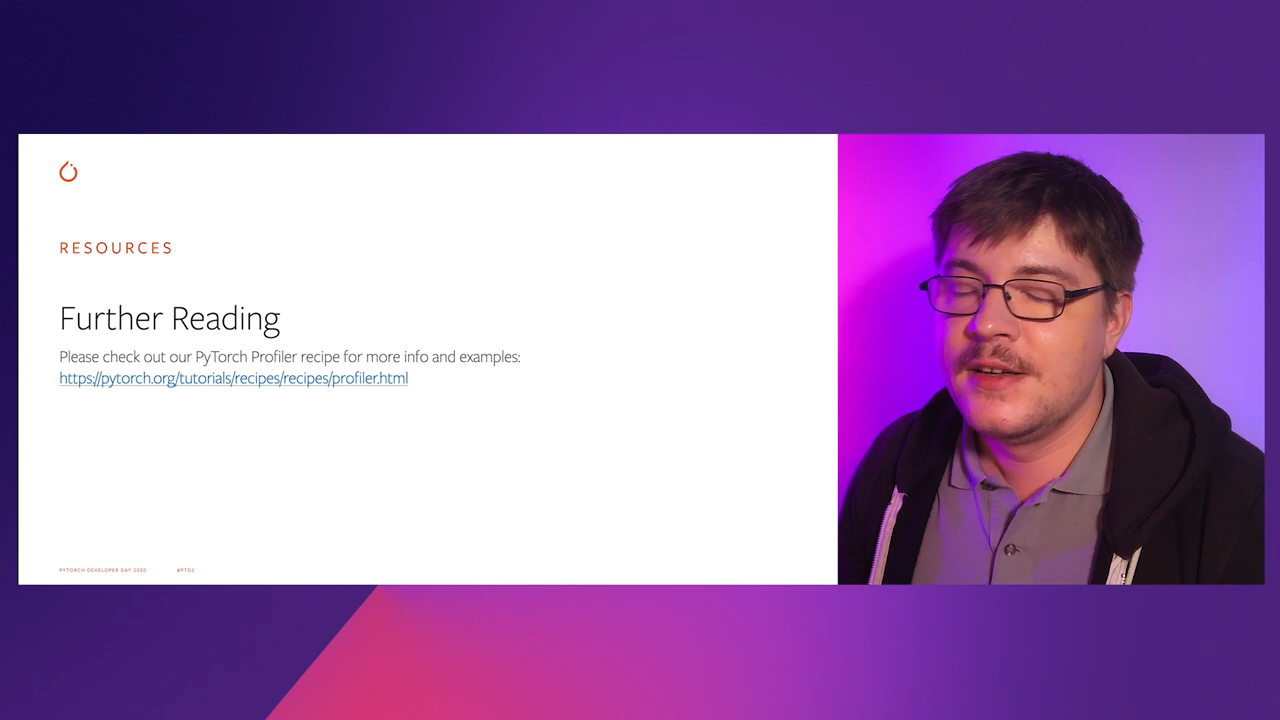 RESOURCES
Further Reading
Please check out our PyTorch Profiler recipe for more info and examples:
https://pytorch.org/tutorials/recipes/recipes/profiler.html
PYTORCH DEVELOPER DAY 2020 #PTD2